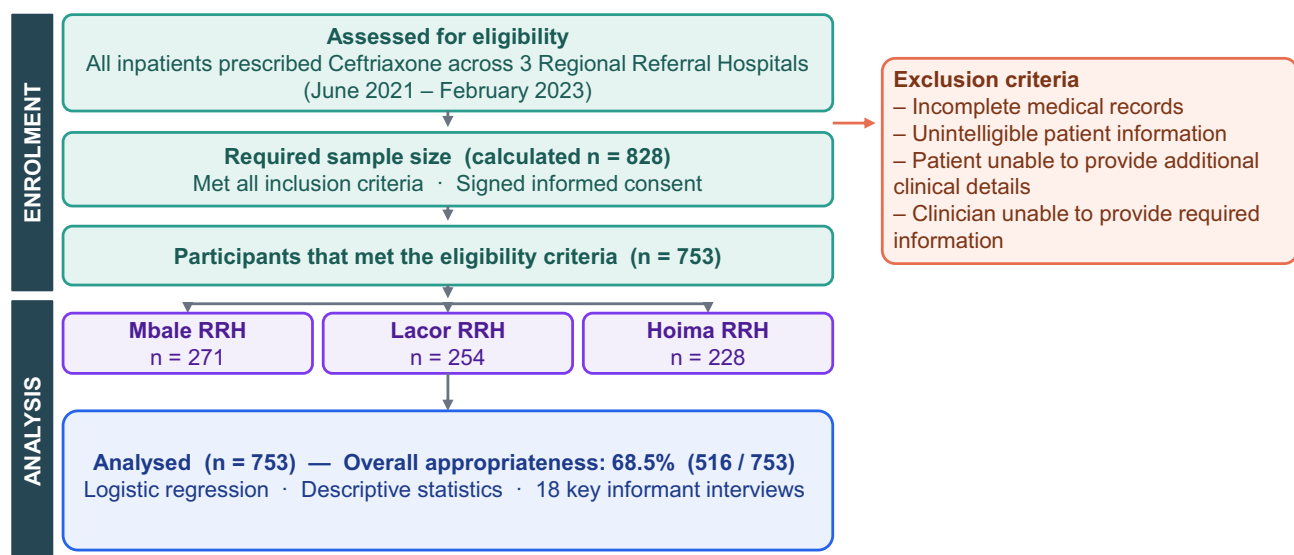 ENROLMENT
Assessed for eligibility
All inpatients prescribed Ceftriaxone across 3 Regional Referral Hospitals
(June 2021 – February 2023)
Required sample size (calculated n = 828)
Met all inclusion criteria · Signed informed consent
Participants that met the eligibility criteria (n = 753)
Exclusion criteria
– Incomplete medical records
– Unintelligible patient information
– Patient unable to provide additional
clinical details
– Clinician unable to provide required
information
ANALYSIS
Mbale RRH
n = 271
Lacor RRH
n = 254
Hoima RRH
n = 228
Analysed (n = 753) — Overall appropriateness: 68.5% (516 / 753)
Logistic regression · Descriptive statistics · 18 key informant interviews